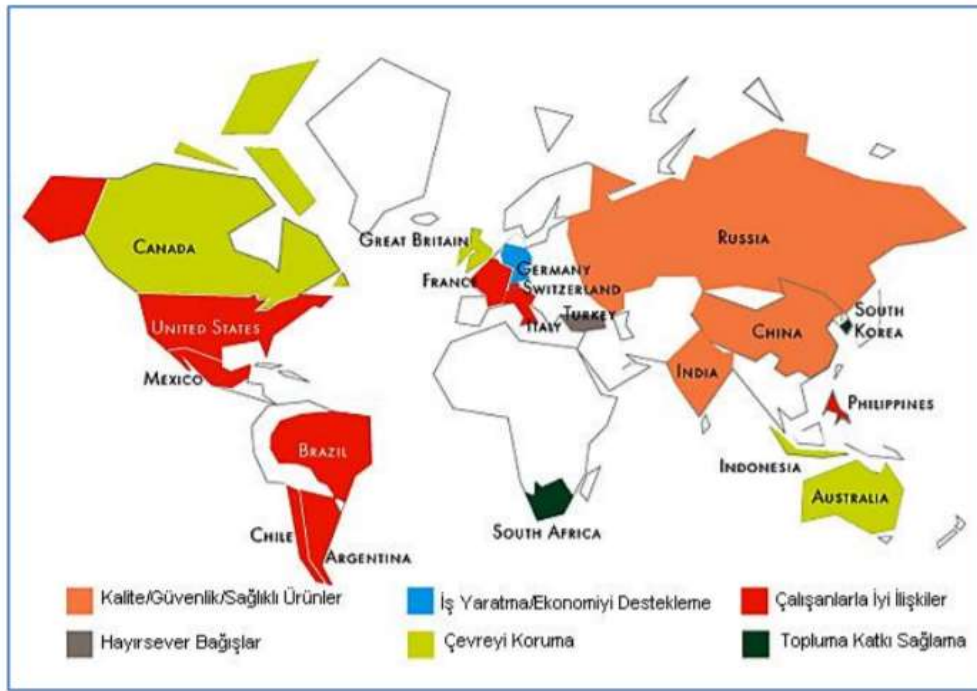 CANADA
GREAT BRITAIN
RUSSIA
GERMANY
FRANCE
SWITZERLAND
UNITED STATES
ITALY
TURKEY
SOUTH
KOREA
CHINA
MEXICO
INDIA
PHILIPPINES
BRAZIL
INDONESIA
AUSTRALIA
CHILE
SOUTH AFRICA
ARGENTINA
Kalite/Güvenlik/Sağlıklı Ürünler
İş Yaratma/Ekonomiyi Destekleme
Çalışanlarla İyi İlişkiler
Hayırsever Bağışlar
Çevreyi Koruma
Topluma Katkı Sağlama